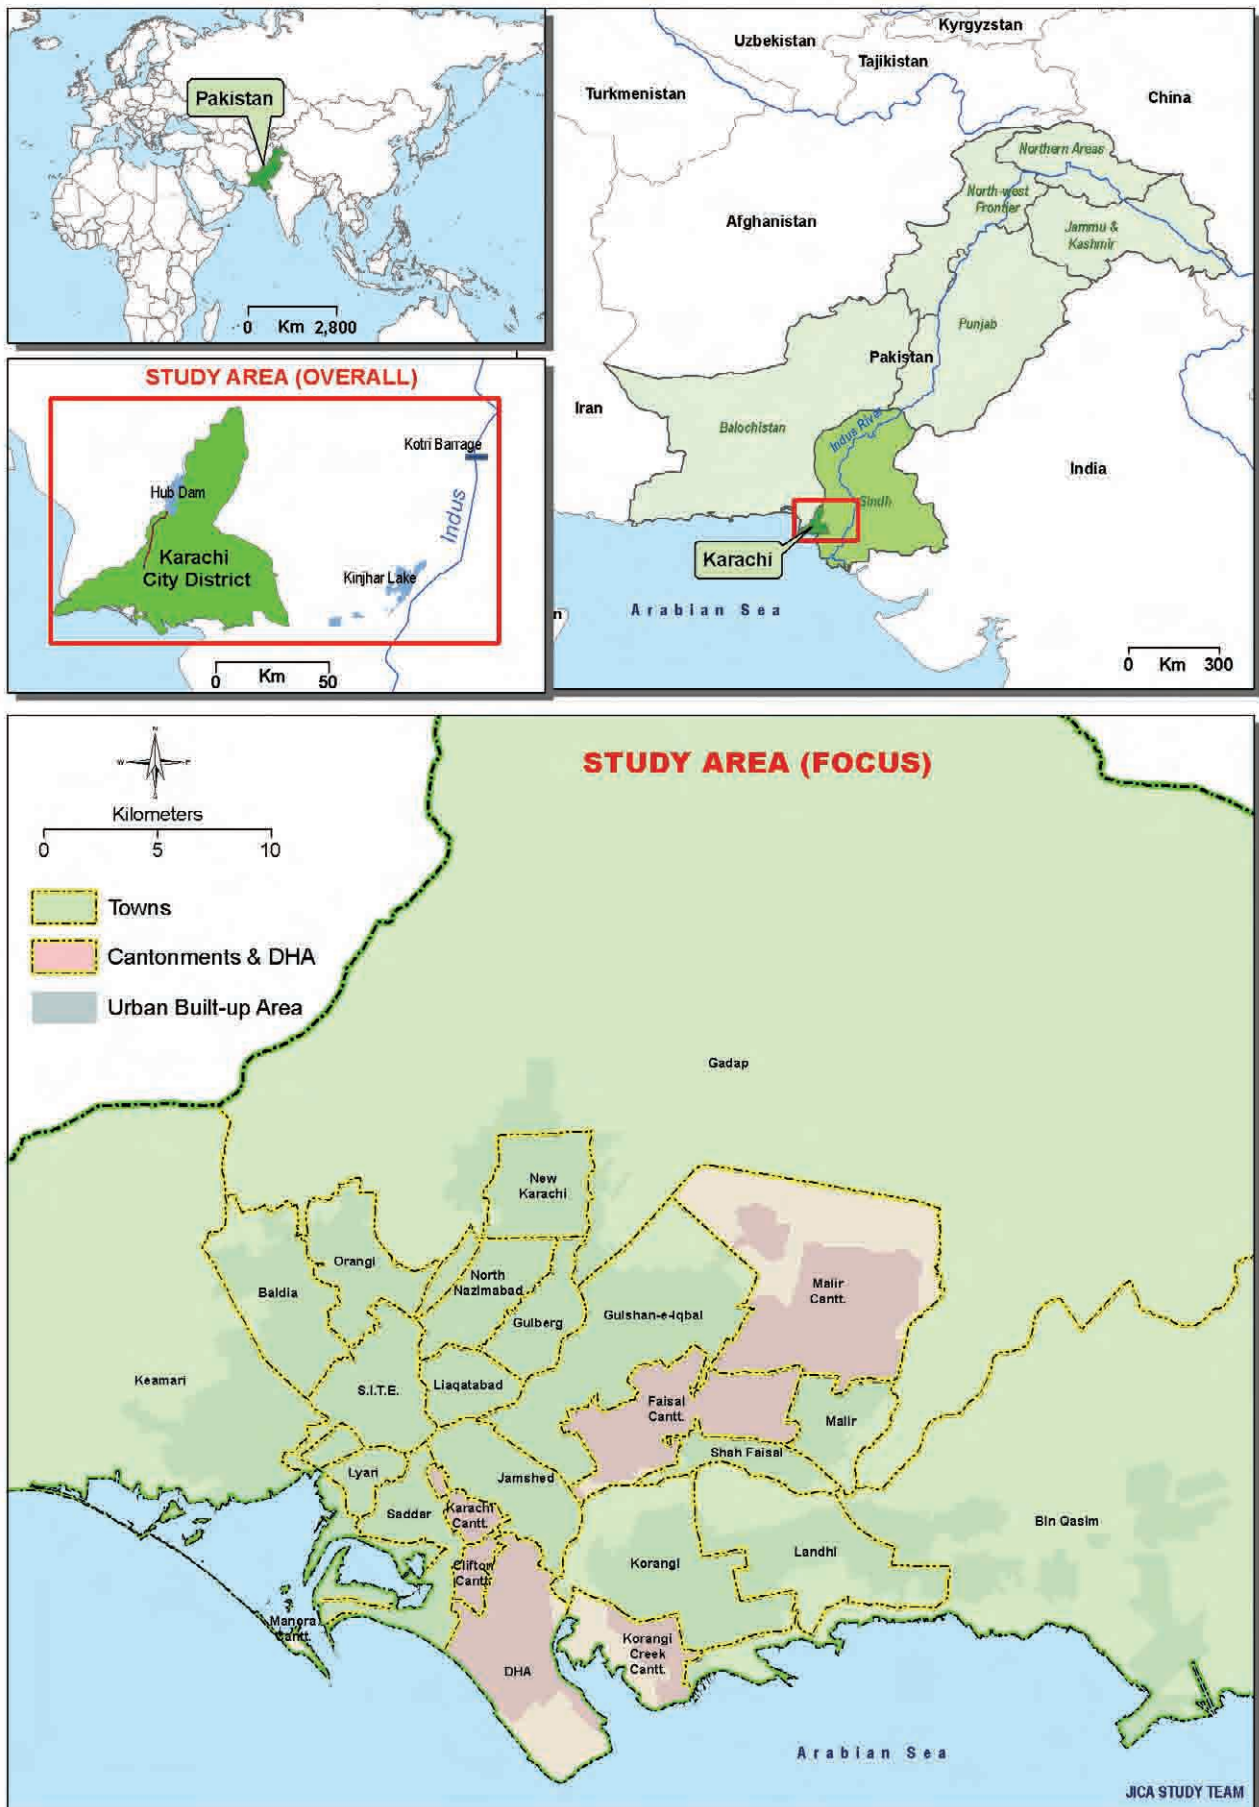 Pakistan
0 Km 2,800
Uzbekistan
Kyrgyzstan
Tajikistan
Turkmenistan
China
Northern Areas
North-west
Frontier
Afghanistan
Jammu &
Kashmir
Punjab
Pakistan
Iran
Indus River
Balochistan
India
Sindh
Karachi
Arabian Sea
n
0 Km 300
STUDY AREA (OVERALL)
Kotri Barrage
Hub Dam
Indus
Karachi
City District
Kinjhar Lake
0 Km 50
STUDY AREA (FOCUS)
N
W
Kilometers
0 5 10
Towns
Cantonments & DHA
Urban Built-up Area
Gadap
New
Karachi
Orangi
North
Nazimabad
Baldia
Malir
Cantt.
Gulshan-e-Iqbal
Gulberg
Keamari
S.I.T.E.
Liaqatabad
Faisal
Cantt.
Malir
Shah Faisal
Lyari
Jamshed
Saddar
Karachi
Cantt.
Bin Qasim
Landhi
Korangi
Clifton
Cantt.
Manora
Cantt.
Korangi
Creek
Cantt.
DHA
Arabian Sea
JICA STUDY TEAM